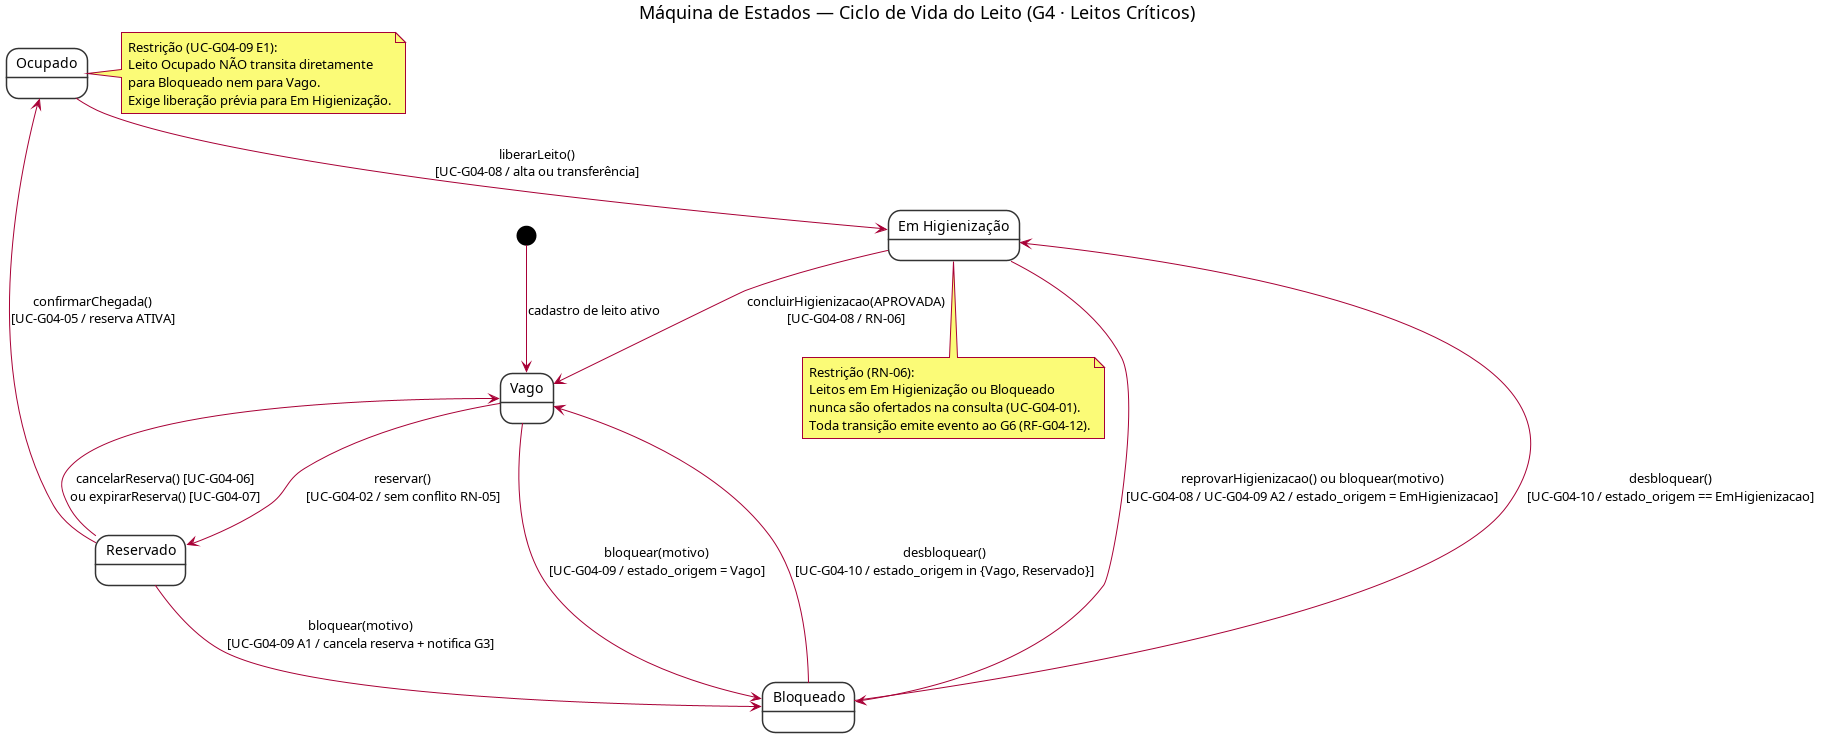 Máquina de Estados — Ciclo de Vida do Leito (G4 · Leitos Críticos)
Ocupado
Restrição (UC-G04-09 E1):
Leito Ocupado NÃO transita diretamente
para Bloqueado nem para Vago.
Exige liberação prévia para Em Higienização.
liberarLeito()
[UC-G04-08 / alta ou transferência]
Em Higienização
confirmarChegada()
[UC-G04-05 / reserva ATIVA]
cadastro de leito ativo
concluirHigienizacao(APROVADA)
[UC-G04-08 / RN-06]
Vago
Restrição (RN-06):
Leitos em Em Higienização ou Bloqueado
nunca são ofertados na consulta (UC-G04-01).
Toda transição emite evento ao G6 (RF-G04-12).
cancelarReserva() [UC-G04-06]
ou expirarReserva() [UC-G04-07]
reservar()
[UC-G04-02 / sem conflito RN-05]
reprovarHigienizacao() ou bloquear(motivo)
[UC-G04-08 / UC-G04-09 A2 / estado_origem = EmHigienizacao]
desbloquear()
[UC-G04-10 / estado_origem == EmHigienizacao]
Reservado
bloquear(motivo)
[UC-G04-09 / estado_origem = Vago]
desbloquear()
[UC-G04-10 / estado_origem in {Vago, Reservado}]
bloquear(motivo)
[UC-G04-09 A1 / cancela reserva + notifica G3]
Bloqueado